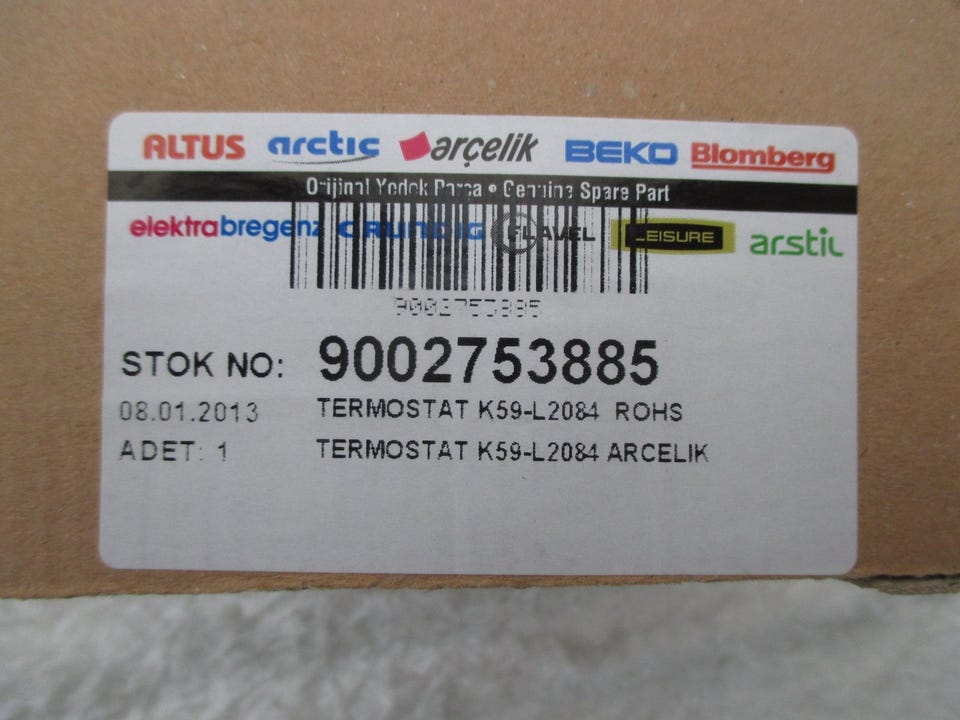 ALTUS arctic arçelik BEKO Blomberg
Orijinal Yedek Parça • Genuine Spare Part
elektrabregenz GRUNDIG FLAVEL LEISURE arstil
9002753885
STOK NO: 9002753885
08.01.2013 TERMOSTAT K59-L2084 ROHS
ADET: 1 TERMOSTAT K59-L2084 ARCELIK